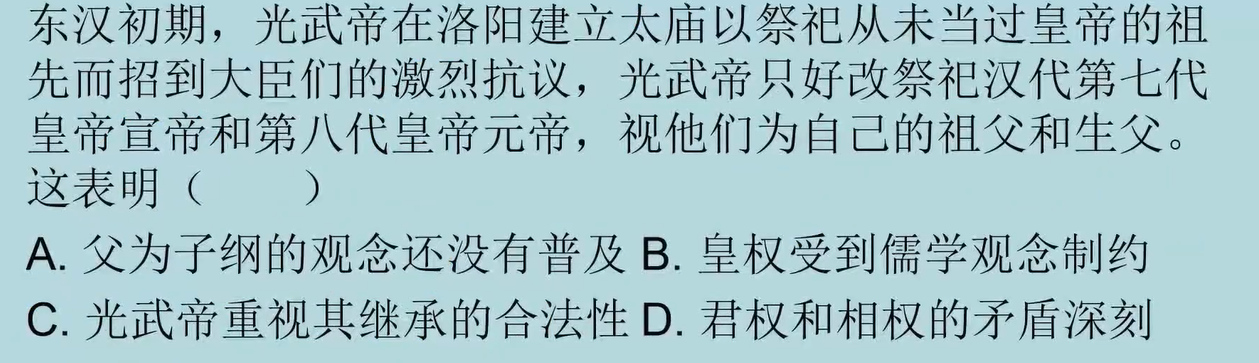 东汉初期，光武帝在洛阳建立太庙以祭祀从未当过皇帝的祖
先而招到大臣们的激烈抗议，光武帝只好改祭祀汉代第七代
皇帝宣帝和第八代皇帝元帝，视他们为自己的祖父和生父。
这表明（　　）
A. 父为子纲的观念还没有普及 B. 皇权受到儒学观念制约
C. 光武帝重视其继承的合法性 D. 君权和相权的矛盾深刻